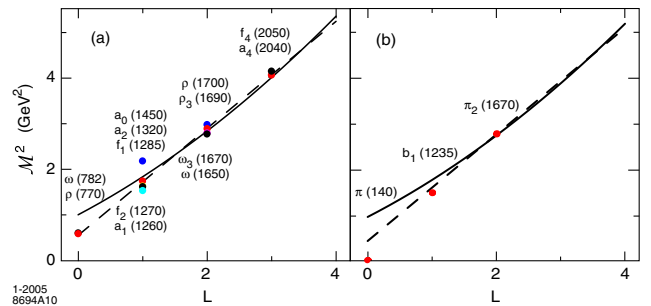 (a)
(b)
f4 (2050)
a4 (2040)
ρ (1700)
ρ3 (1690)
a0 (1450)
a2 (1320)
f1 (1285)
ω3 (1670)
ω (1650)
ω (782)
ρ (770)
f2 (1270)
a1 (1260)
π2 (1670)
b1 (1235)
π (140)
ℳ² (GeV²)
4
2
0
0 2 4
0 2 4
L
L
1-2005
8694A10